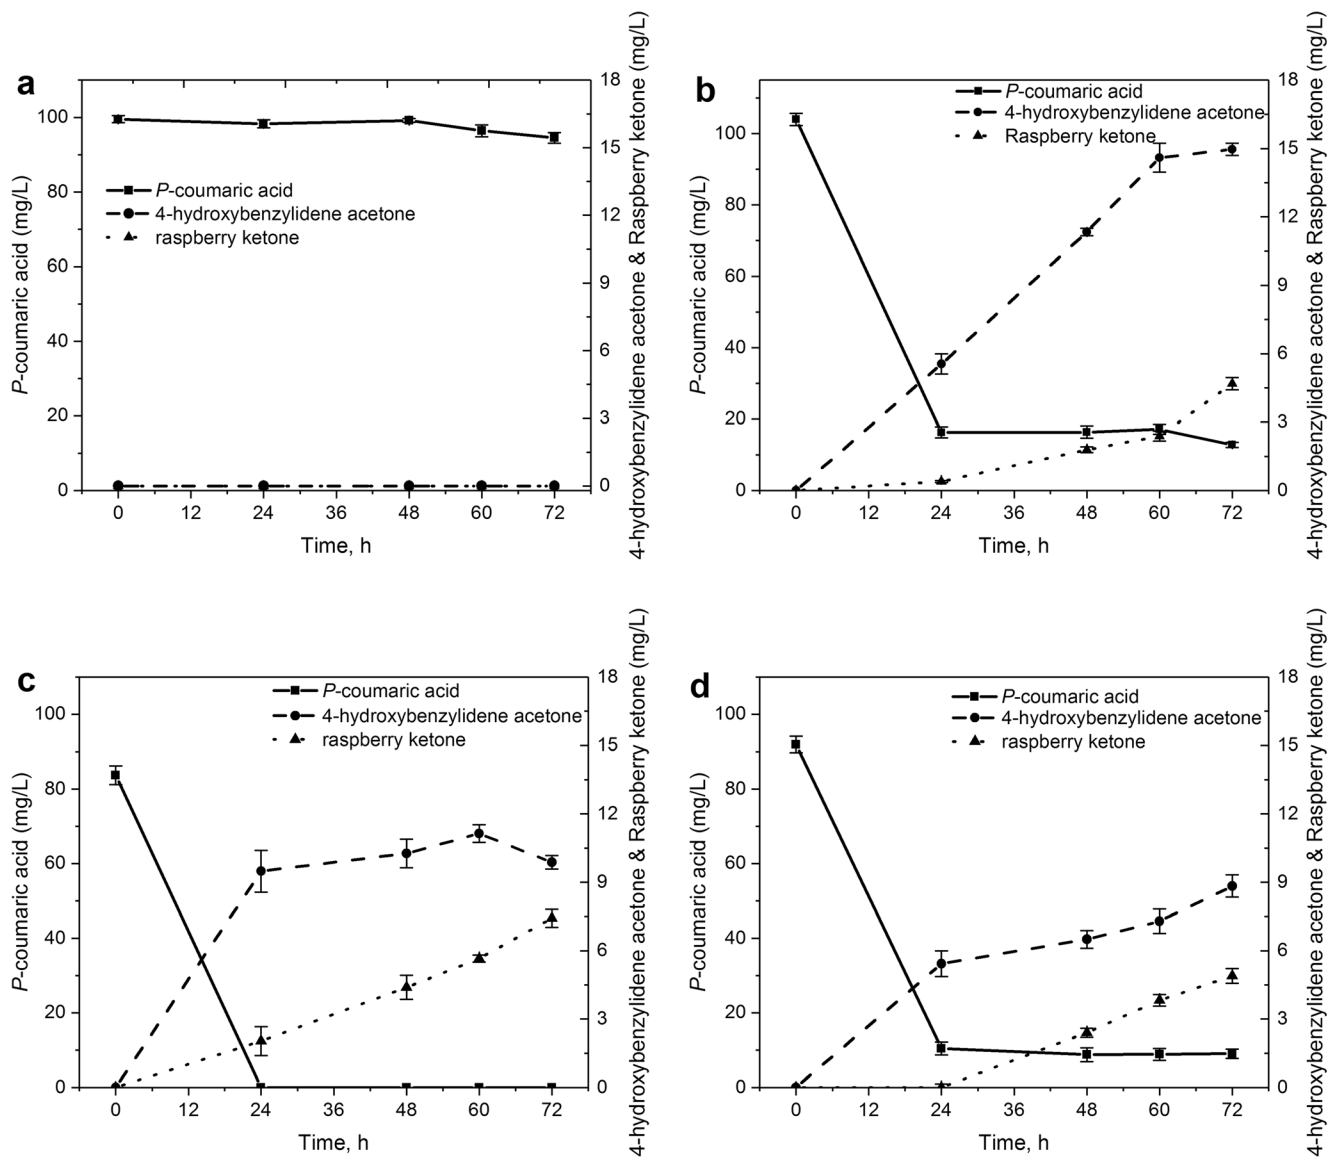 a
P-coumaric acid (mg/L)
100
80
60
40
20
0
P-coumaric acid
4-hydroxybenzylidene acetone
raspberry ketone
18
15
12
9
6
3
0
4-hydroxybenzylidene acetone & Raspberry ketone (mg/L)
0 12 24 36 48 60 72
Time, h
b
P-coumaric acid (mg/L)
100
80
60
40
20
0
P-coumaric acid
4-hydroxybenzylidene acetone
Raspberry ketone
18
15
12
9
6
3
0
4-hydroxybenzylidene acetone & Raspberry ketone (mg/L)
0 12 24 36 48 60 72
Time, h
c
P-coumaric acid (mg/L)
100
80
60
40
20
0
P-coumaric acid
4-hydroxybenzylidene acetone
raspberry ketone
18
15
12
9
6
3
0
4-hydroxybenzylidene acetone & Raspberry ketone (mg/L)
0 12 24 36 48 60 72
Time, h
d
P-coumaric acid (mg/L)
100
80
60
40
20
0
P-coumaric acid
4-hydroxybenzylidene acetone
raspberry ketone
18
15
12
9
6
3
0
4-hydroxybenzylidene acetone & Raspberry ketone (mg/L)
0 12 24 36 48 60 72
Time, h